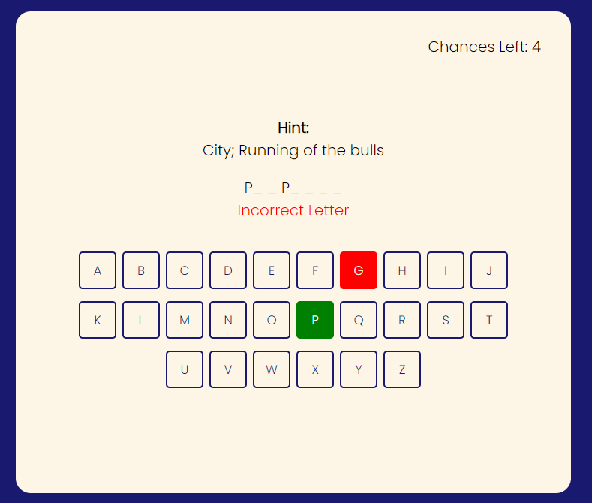 Chances Left: 4
Hint:
City; Running of the bulls
P _ _ P _ _ _ _
Incorrect Letter
A B C D E F G H I J
K L M N O P Q R S T
U V W X Y Z